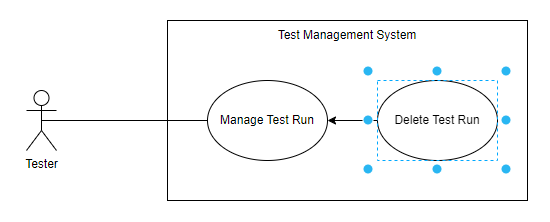 Test Management System
Manage Test Run
Delete Test Run
Tester